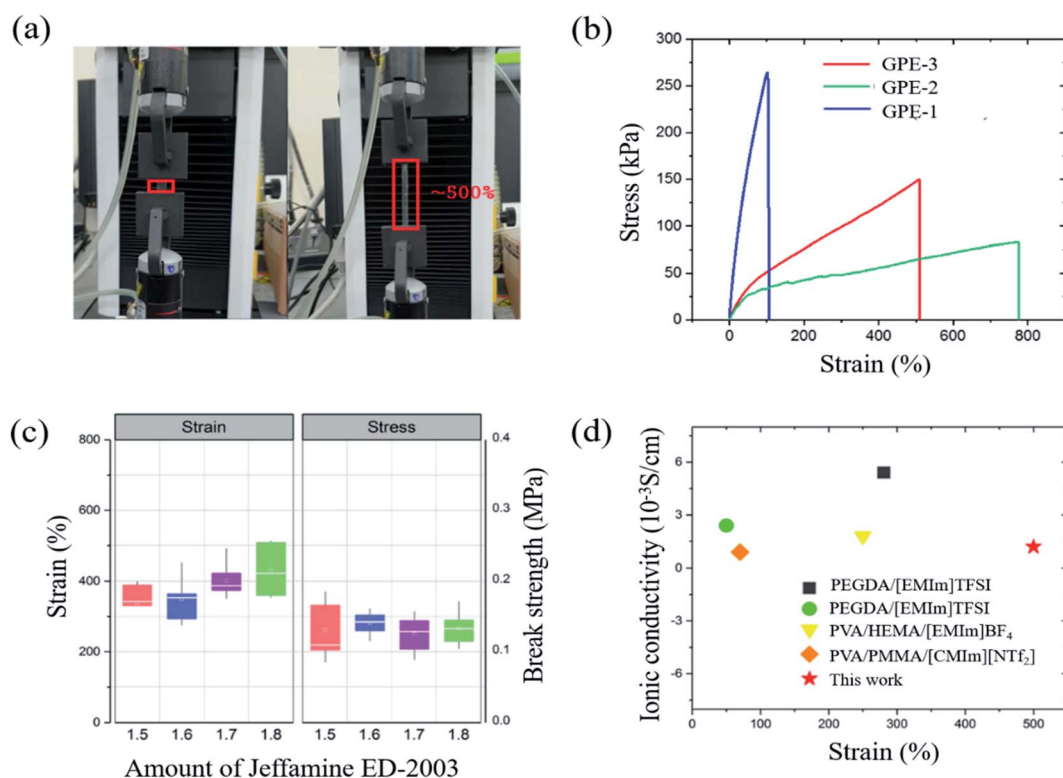 (a)
~500%
(b)
300
250
200
150
100
50
0
Stress (kPa)
GPE-3
GPE-2
GPE-1
0
200
400
600
800
Strain (%)
(c)
Strain
Stress
800
600
400
200
0
Strain (%)
0.4
0.3
0.2
0.1
0.0
Break strength (MPa)
1.5
1.6
1.7
1.8
1.5
1.6
1.7
1.8
Amount of Jeffamine ED-2003
(d)
6
3
0
-3
-6
Ionic conductivity (10⁻³S/cm)
PEGDA/[EMIm]TFSI
PEGDA/[EMIm]TFSI
PVA/HEMA/[EMIm]BF₄
PVA/PMMA/[CMIm][NTf₂]
This work
0
100
200
300
400
500
Strain (%)